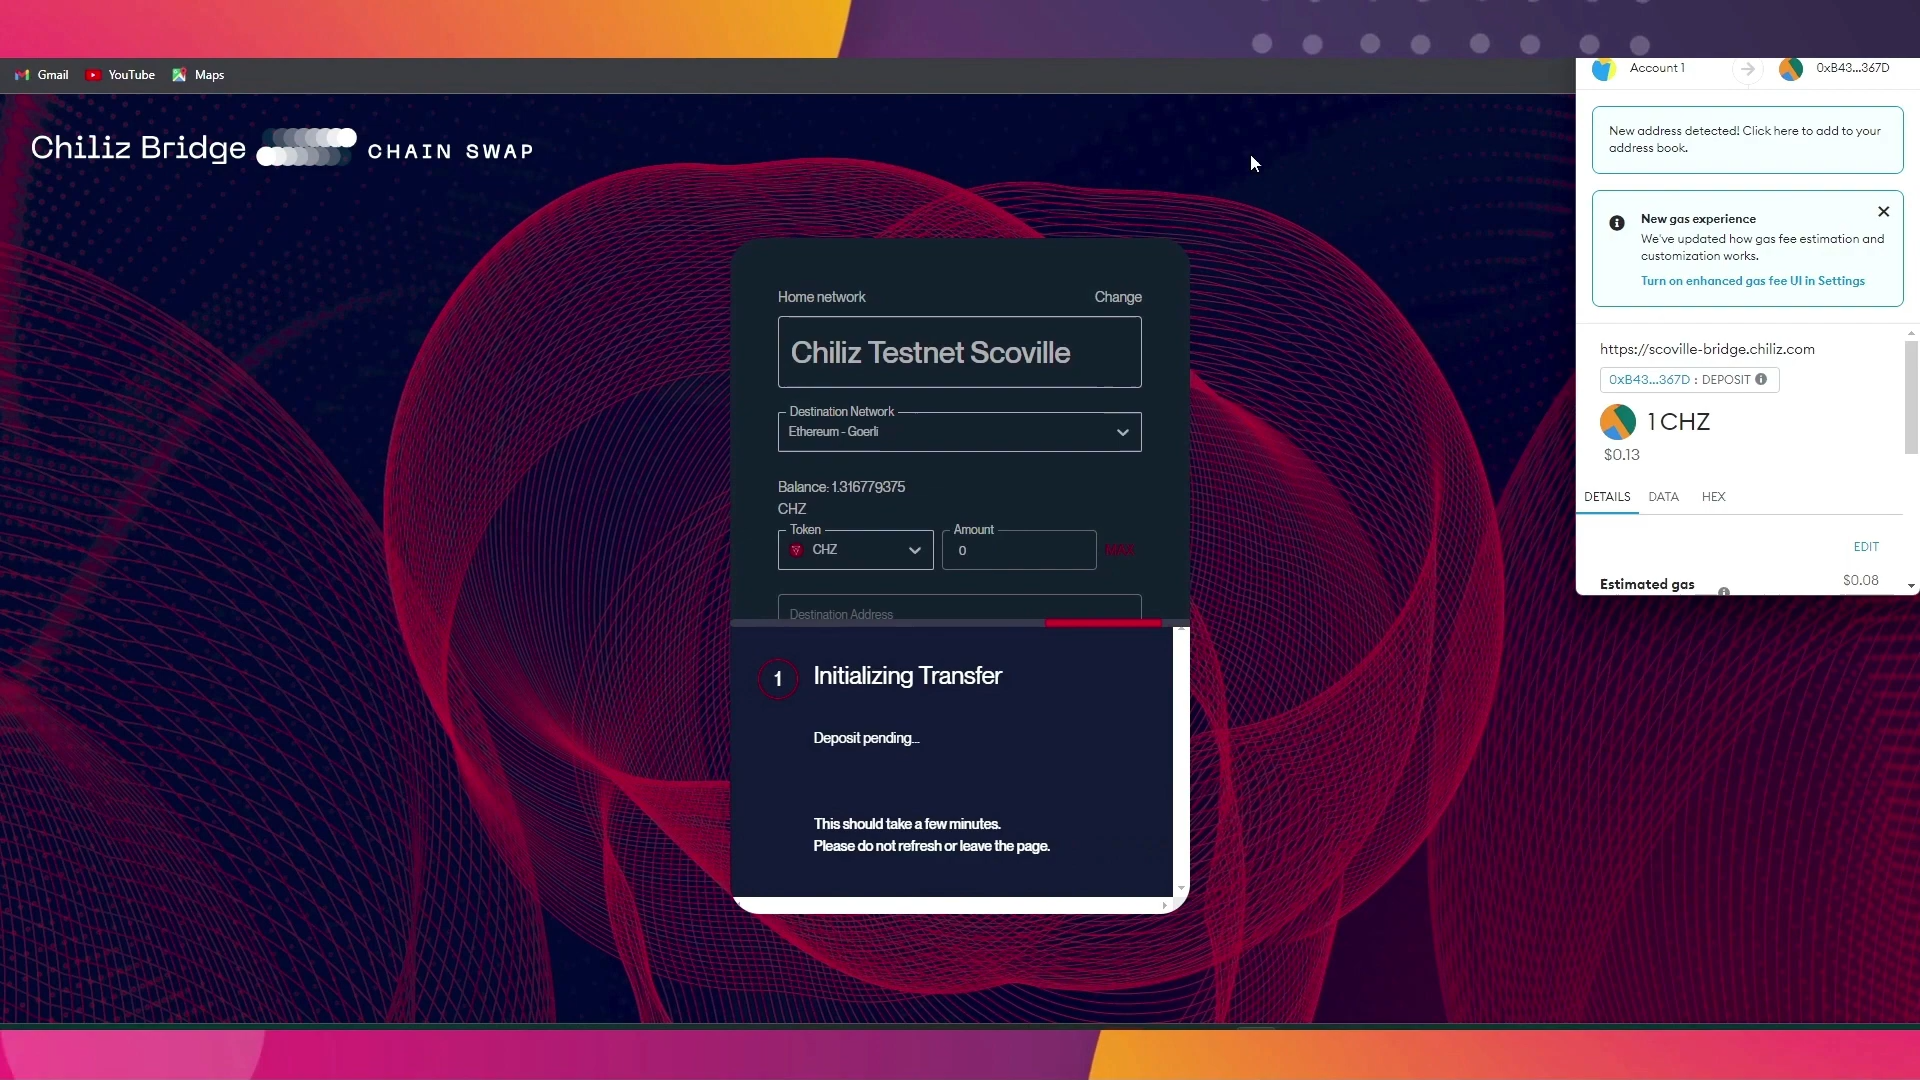 Gmail
YouTube
Maps
Chiliz Bridge
CHAIN SWAP
Home network
Change
Chiliz Testnet Scoville
Destination Network
Ethereum - Goerli
Balance: 1.316779375
CHZ
Token
CHZ
Amount
0
MAX
Destination Address
1
Initializing Transfer
Deposit pending...
This should take a few minutes.
Please do not refresh or leave the page.
Account 1
0xB43...367D
New address detected! Click here to add to your
address book.
New gas experience
We've updated how gas fee estimation and
customization works.
Turn on enhanced gas fee UI in Settings
https://scoville-bridge.chiliz.com
0xB43...367D : DEPOSIT
1 CHZ
$0.13
DETAILS
DATA
HEX
EDIT
Estimated gas
$0.08